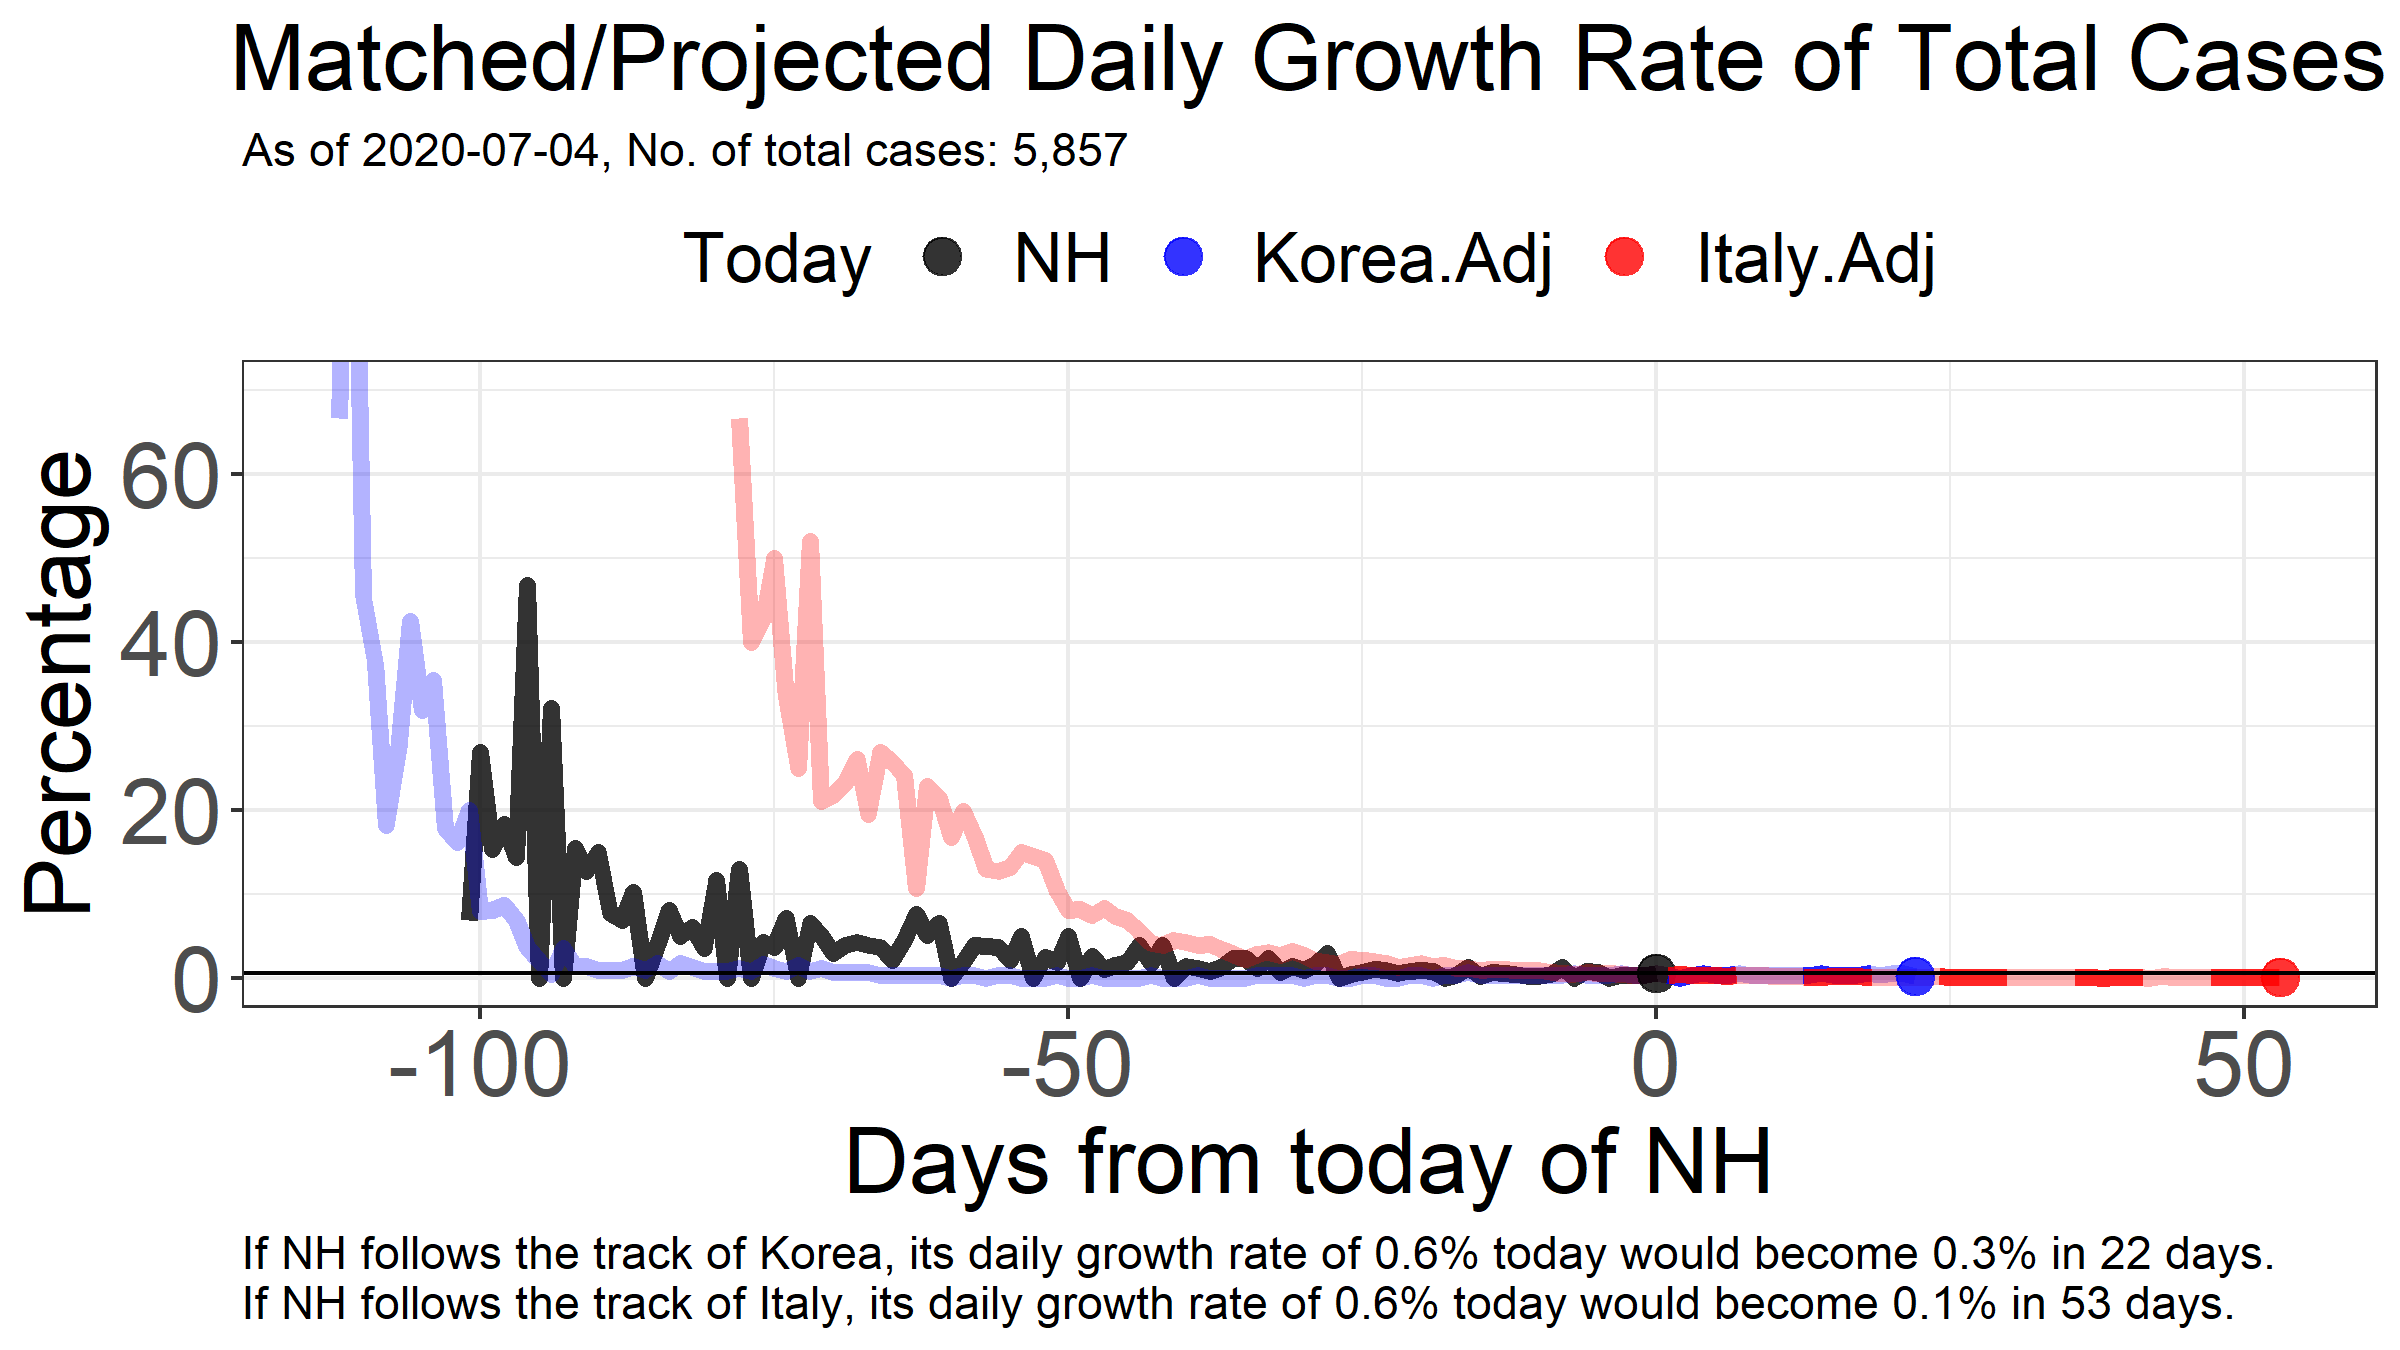 Matched/Projected Daily Growth Rate of Total Cases
As of 2020-07-04, No. of total cases: 5,857
Today NH Korea.Adj Italy.Adj
Percentage
60
40
20
0
-100 -50 0 50
Days from today of NH
If NH follows the track of Korea, its daily growth rate of 0.6% today would become 0.3% in 22 days.
If NH follows the track of Italy, its daily growth rate of 0.6% today would become 0.1% in 53 days.